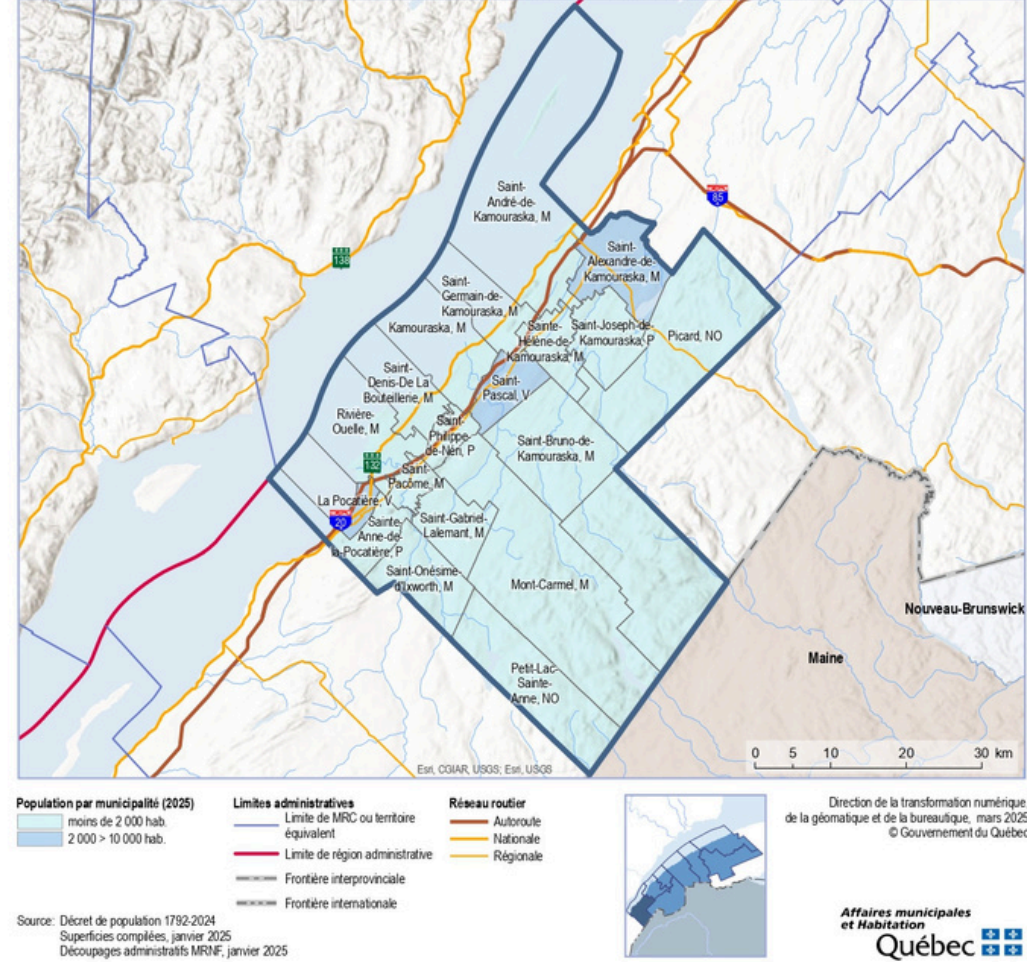 85
138
Saint-
André-de-
Kamouraska, M
Saint-
Alexandre-de-
Kamouraska, M
Saint-
Germain-de-
Kamouraska, M
Kamouraska, M
Sainte-
Hélène-de-
Kamouraska, M
Saint-Joseph-de-
Kamouraska, P
Picard, NO
Saint-
Denis-De La
Bouteillerie, M
Saint-
Pascal, V
Rivière-
Ouelle, M
Saint-
Philippe-
de-Néri, P
Saint-Bruno-de-
Kamouraska, M
132
Saint-
Pacôme, M
La Pocatière, V
20
Sainte-
Anne-de-
la-Pocatière, P
Saint-Gabriel-
Lalemant, M
Saint-Onésime-
d'Ixworth, M
Mont-Carmel, M
Petit-Lac-
Sainte-
Anne, NO
Nouveau-Brunswick
Maine
0 5 10 20 30 km
Esri, CGIAR, USGS; Esri, USGS
Population par municipalité (2025)
moins de 2 000 hab.
2 000 > 10 000 hab.
Limites administratives
Limite de MRC ou territoire
équivalent
Limite de région administrative
Frontière interprovinciale
Frontière internationale
Réseau routier
Autoroute
Nationale
Régionale
Direction de la transformation numérique,
de la géomatique et de la bureautique, mars 2025
© Gouvernement du Québec
Source: Décret de population 1792-2024
Superficies compilées, janvier 2025
Découpages administratifs MRNF, janvier 2025
Affaires municipales
et Habitation
Québec